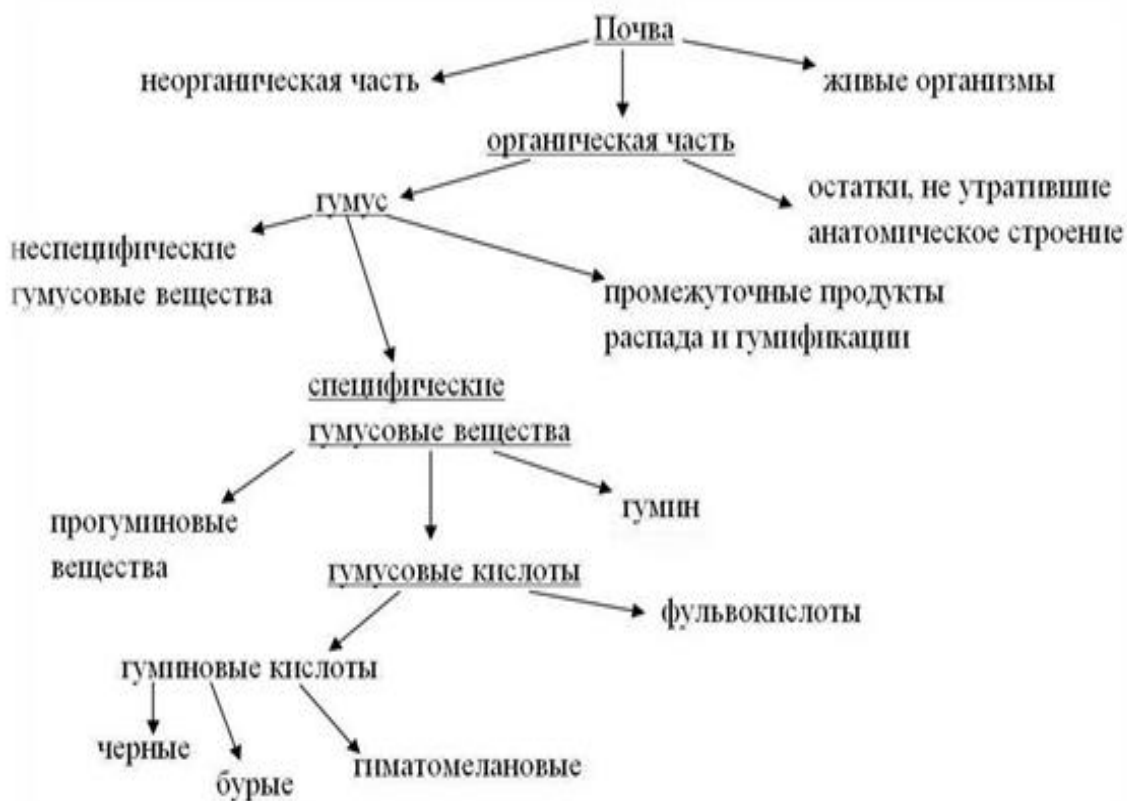 Почва
неорганическая часть
живые организмы
органическая часть
остатки, не утратившие
анатомическое строение
гумус
неспецифические
гумусовые вещества
промежуточные продукты
распада и гумификации
специфические
гумусовые вещества
прогуминовые
вещества
гумин
гумусовые кислоты
фульвокислоты
гуминовые кислоты
черные
бурые
гиматомелановые